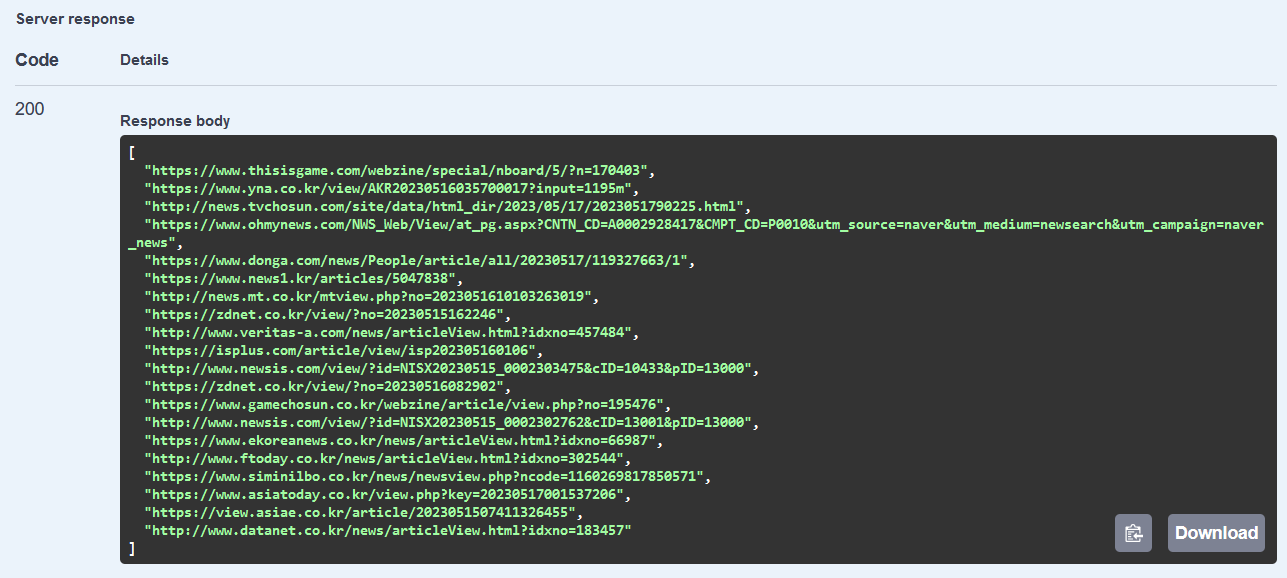 Server response
Code Details
200
Response body
[
"https://www.thisisgame.com/webzine/special/nboard/5/?n=170403",
"https://www.yna.co.kr/view/AKR20230516035700017?input=1195m",
"http://news.tvchosun.com/site/data/html_dir/2023/05/17/2023051790225.html",
"https://www.ohmynews.com/NWS_Web/View/at_pg.aspx?CNTN_CD=A0002928417&CMPT_CD=P0010&utm_source=naver&utm_medium=newsearch&utm_campaign=naver
_news",
"https://www.donga.com/news/People/article/all/20230517/119327663/1",
"https://www.news1.kr/articles/5047838",
"http://news.mt.co.kr/mtview.php?no=2023051610103263019",
"https://zdnet.co.kr/view/?no=20230515162246",
"http://www.veritas-a.com/news/articleView.html?idxno=457484",
"https://isplus.com/article/view/isp202305160106",
"http://www.newsis.com/view/?id=NISX20230515_0002303475&cID=10433&pID=13000",
"https://zdnet.co.kr/view/?no=20230516082902",
"https://www.gamechosun.co.kr/webzine/article/view.php?no=195476",
"http://www.newsis.com/view/?id=NISX20230515_0002302762&cID=13001&pID=13000",
"http://www.ekoreanews.co.kr/news/articleView.html?idxno=66987",
"http://www.ftoday.co.kr/news/articleView.html?idxno=302544",
"https://www.siminilbo.co.kr/news/newsview.php?ncode=1160269817850571",
"https://www.asiatoday.co.kr/view.php?key=20230517001537206",
"https://view.asiae.co.kr/article/2023051507411326455",
"http://www.datanet.co.kr/news/articleView.html?idxno=183457"
]
Download